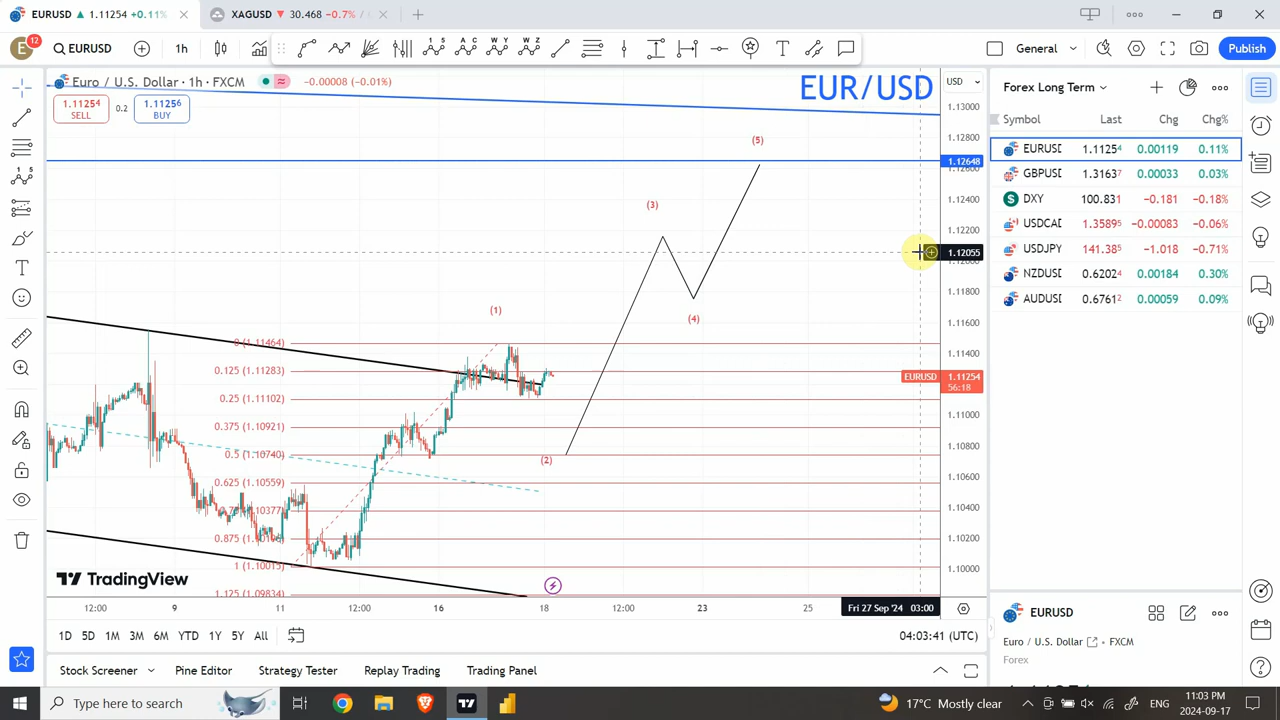 EURUSD ▲ 1.11254 +0.11%
XAGUSD ▼ 30.468 −0.7% /
E 12
EURUSD
1h
General
Publish
Euro / U.S. Dollar · 1h · FXCM
−0.00008 (−0.01%)
1.11254
SELL
0.2
1.11256
BUY
EUR/USD
USD
1.13000
1.12800
1.12648
1.12400
1.12200
1.12055
1.11800
1.11600
1.11400
EURUSD 1.11254
56:18
1.11000
1.10800
1.10600
1.10400
1.10200
1.10000
(1)
(2)
(3)
(4)
(5)
0 (1.11464)
0.125 (1.11283)
0.25 (1.11102)
0.375 (1.10921)
0.5 (1.10740)
0.625 (1.10559)
(1.10377)
0.875
1 (1.10015)
1.125 (1.09834)
TradingView
12:00
9
11
12:00
16
18
12:00
23
25
Fri 27 Sep '24 03:00
1D
5D
1M
3M
6M
YTD
1Y
5Y
All
04:03:41 (UTC)
Stock Screener
Pine Editor
Strategy Tester
Replay Trading
Trading Panel
Forex Long Term
Symbol Last Chg Chg%
EURUSD 1.11254 0.00119 0.11%
GBPUSD 1.31637 0.00033 0.03%
DXY 100.831 −0.181 −0.18%
USDCAD 1.35895 −0.00083 −0.06%
USDJPY 141.385 −1.018 −0.71%
NZDUSD 0.62024 0.00184 0.30%
AUDUSD 0.67612 0.00059 0.09%
EURUSD
Euro / U.S. Dollar · FXCM
Forex
Type here to search
17°C Mostly clear
ENG
11:03 PM
2024-09-17